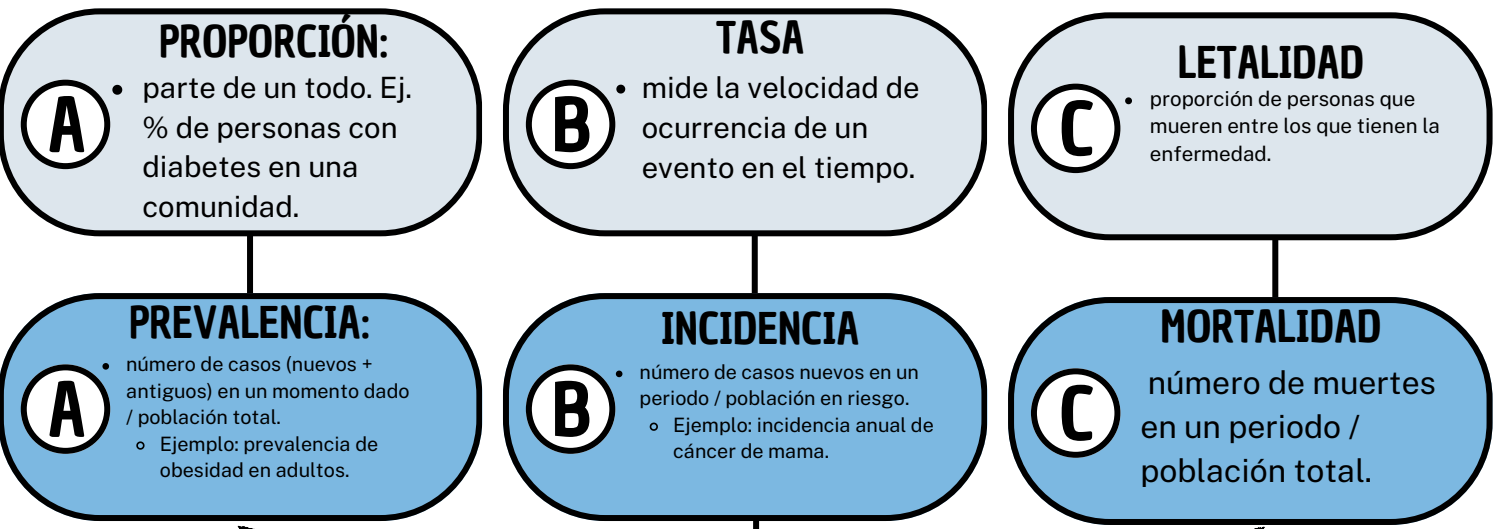 PROPORCIÓN:
A
• parte de un todo. Ej.
% de personas con
diabetes en una
comunidad.
TASA
B
• mide la velocidad de
ocurrencia de un
evento en el tiempo.
LETALIDAD
C
• proporción de personas que
mueren entre los que tienen la
enfermedad.
PREVALENCIA:
A
• número de casos (nuevos +
antiguos) en un momento dado
/ población total.
◦ Ejemplo: prevalencia de
obesidad en adultos.
INCIDENCIA
B
• número de casos nuevos en un
periodo / población en riesgo.
◦ Ejemplo: incidencia anual de
cáncer de mama.
MORTALIDAD
C
número de muertes
en un periodo /
población total.